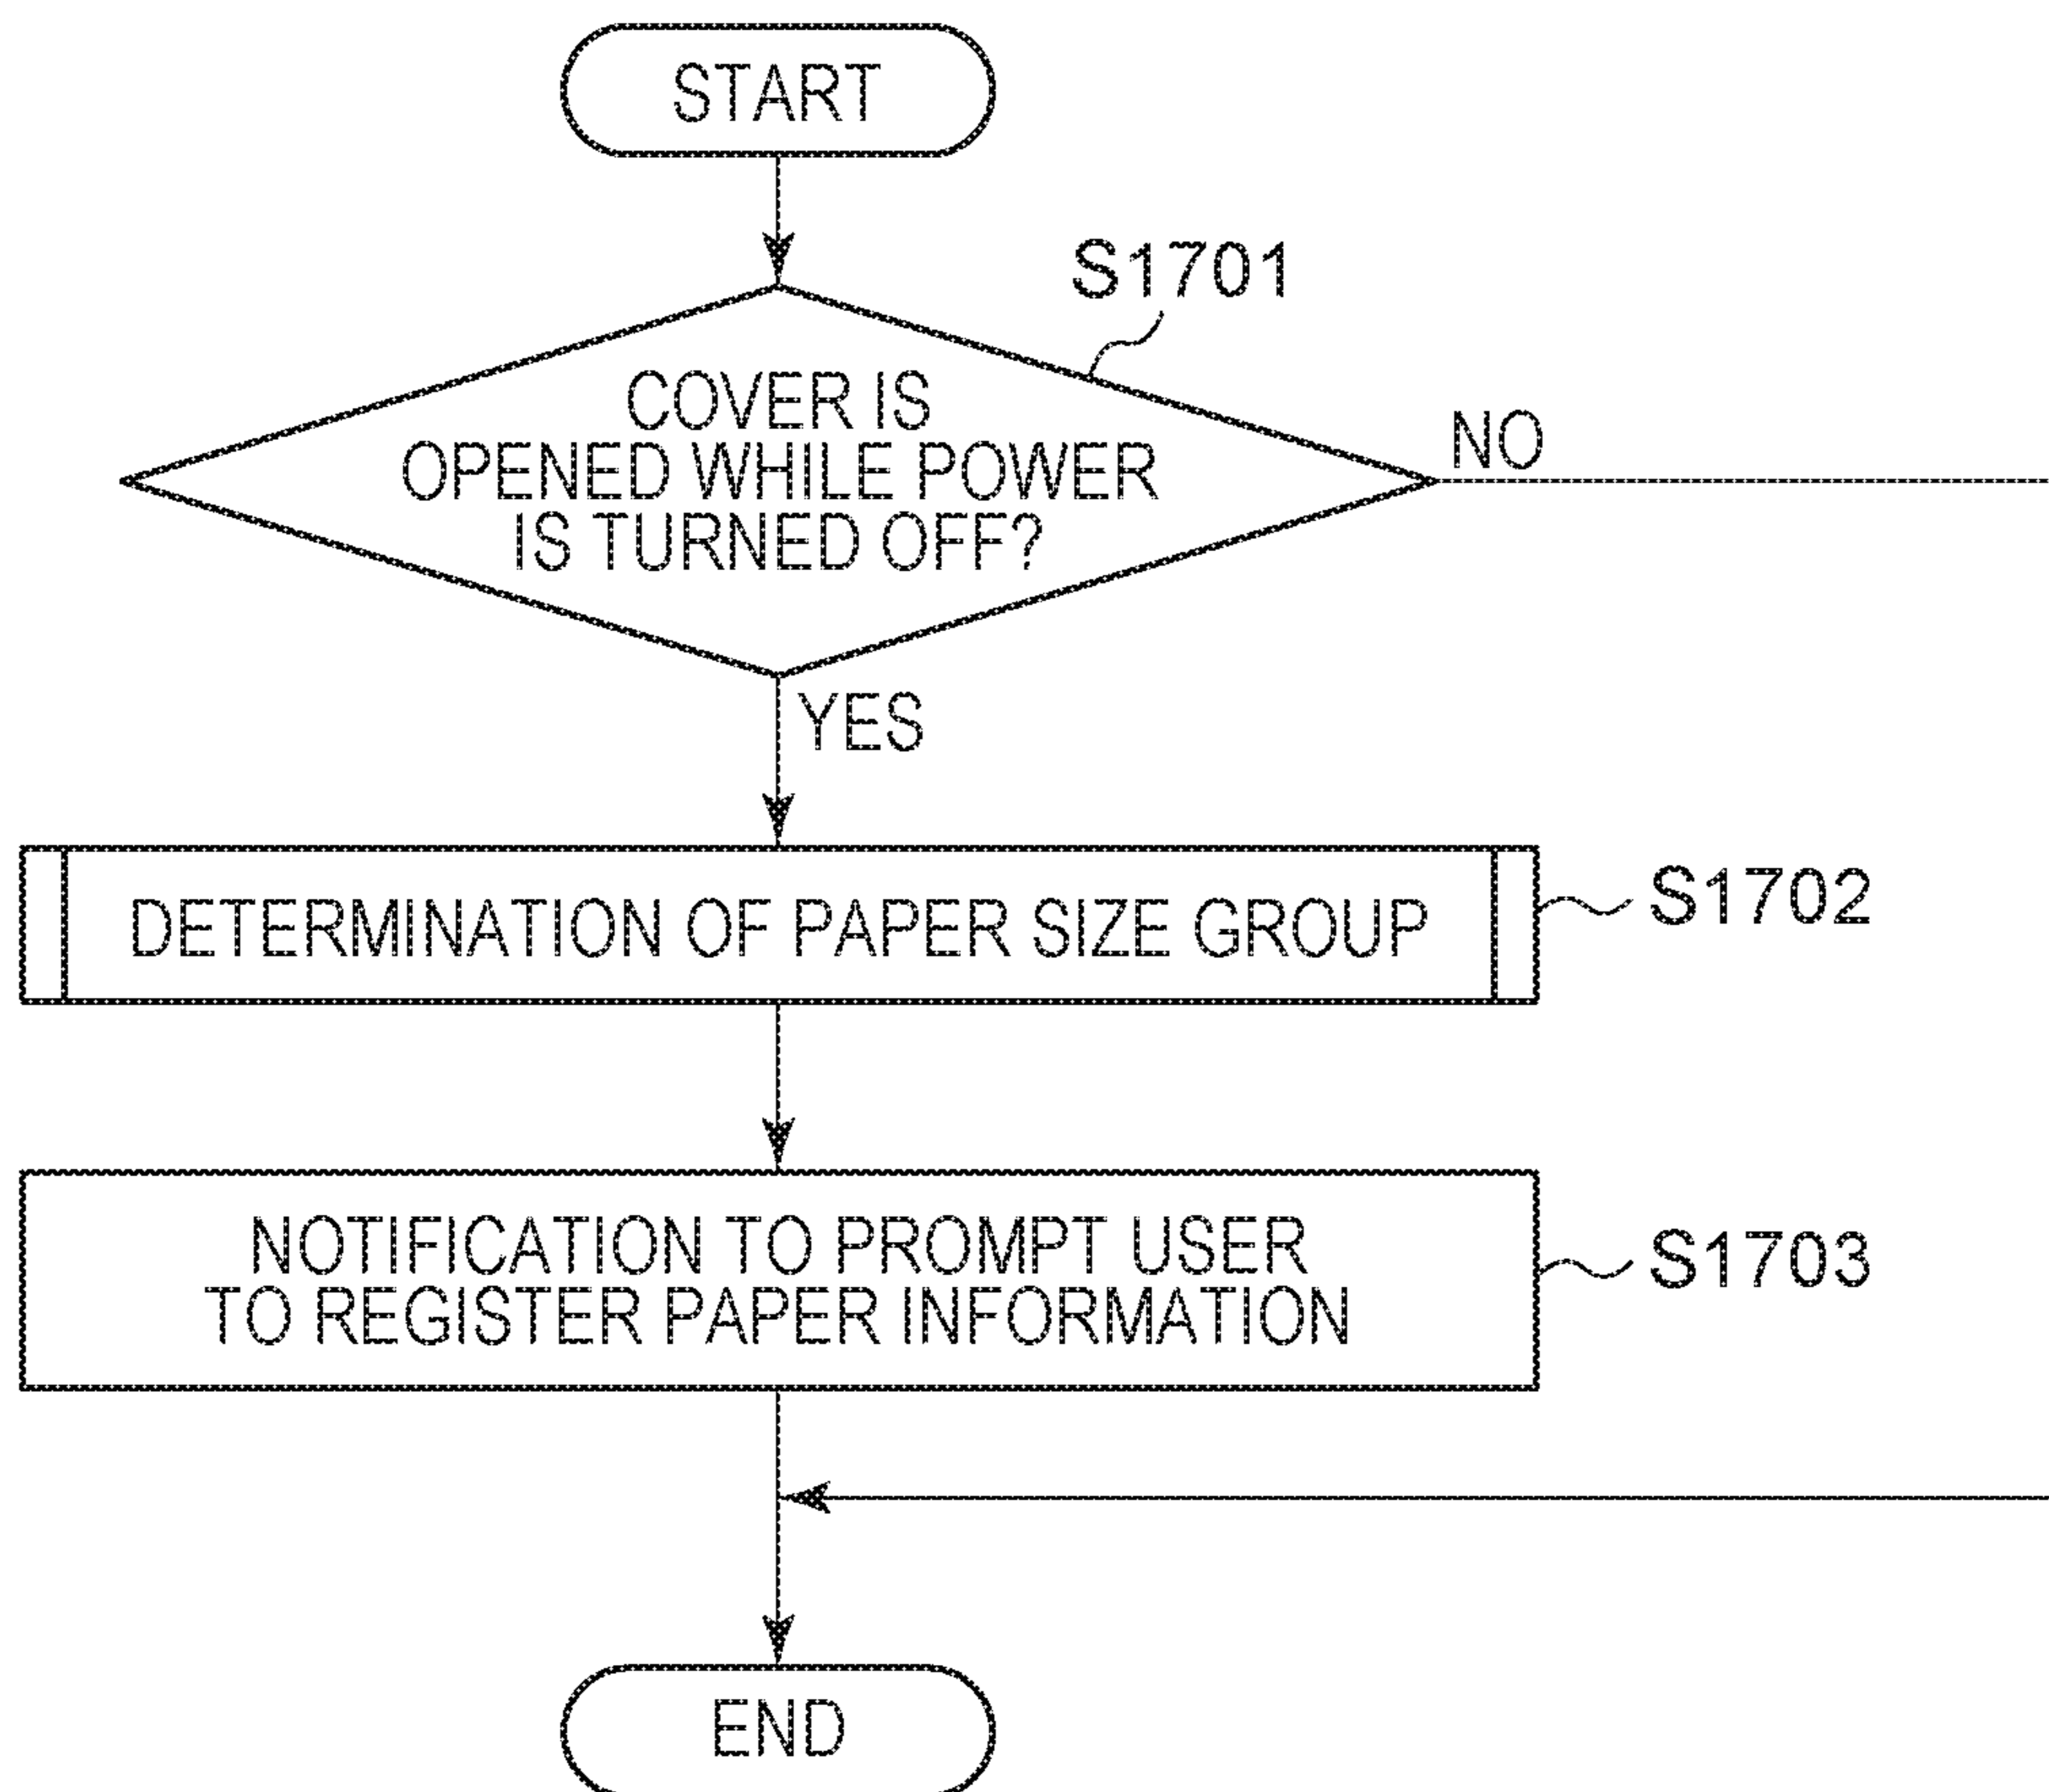 START
S1701
COVER IS
OPENED WHILE POWER
IS TURNED OFF?
NO
YES
DETERMINATION OF PAPER SIZE GROUP
S1702
NOTIFICATION TO PROMPT USER
TO REGISTER PAPER INFORMATION
S1703
END